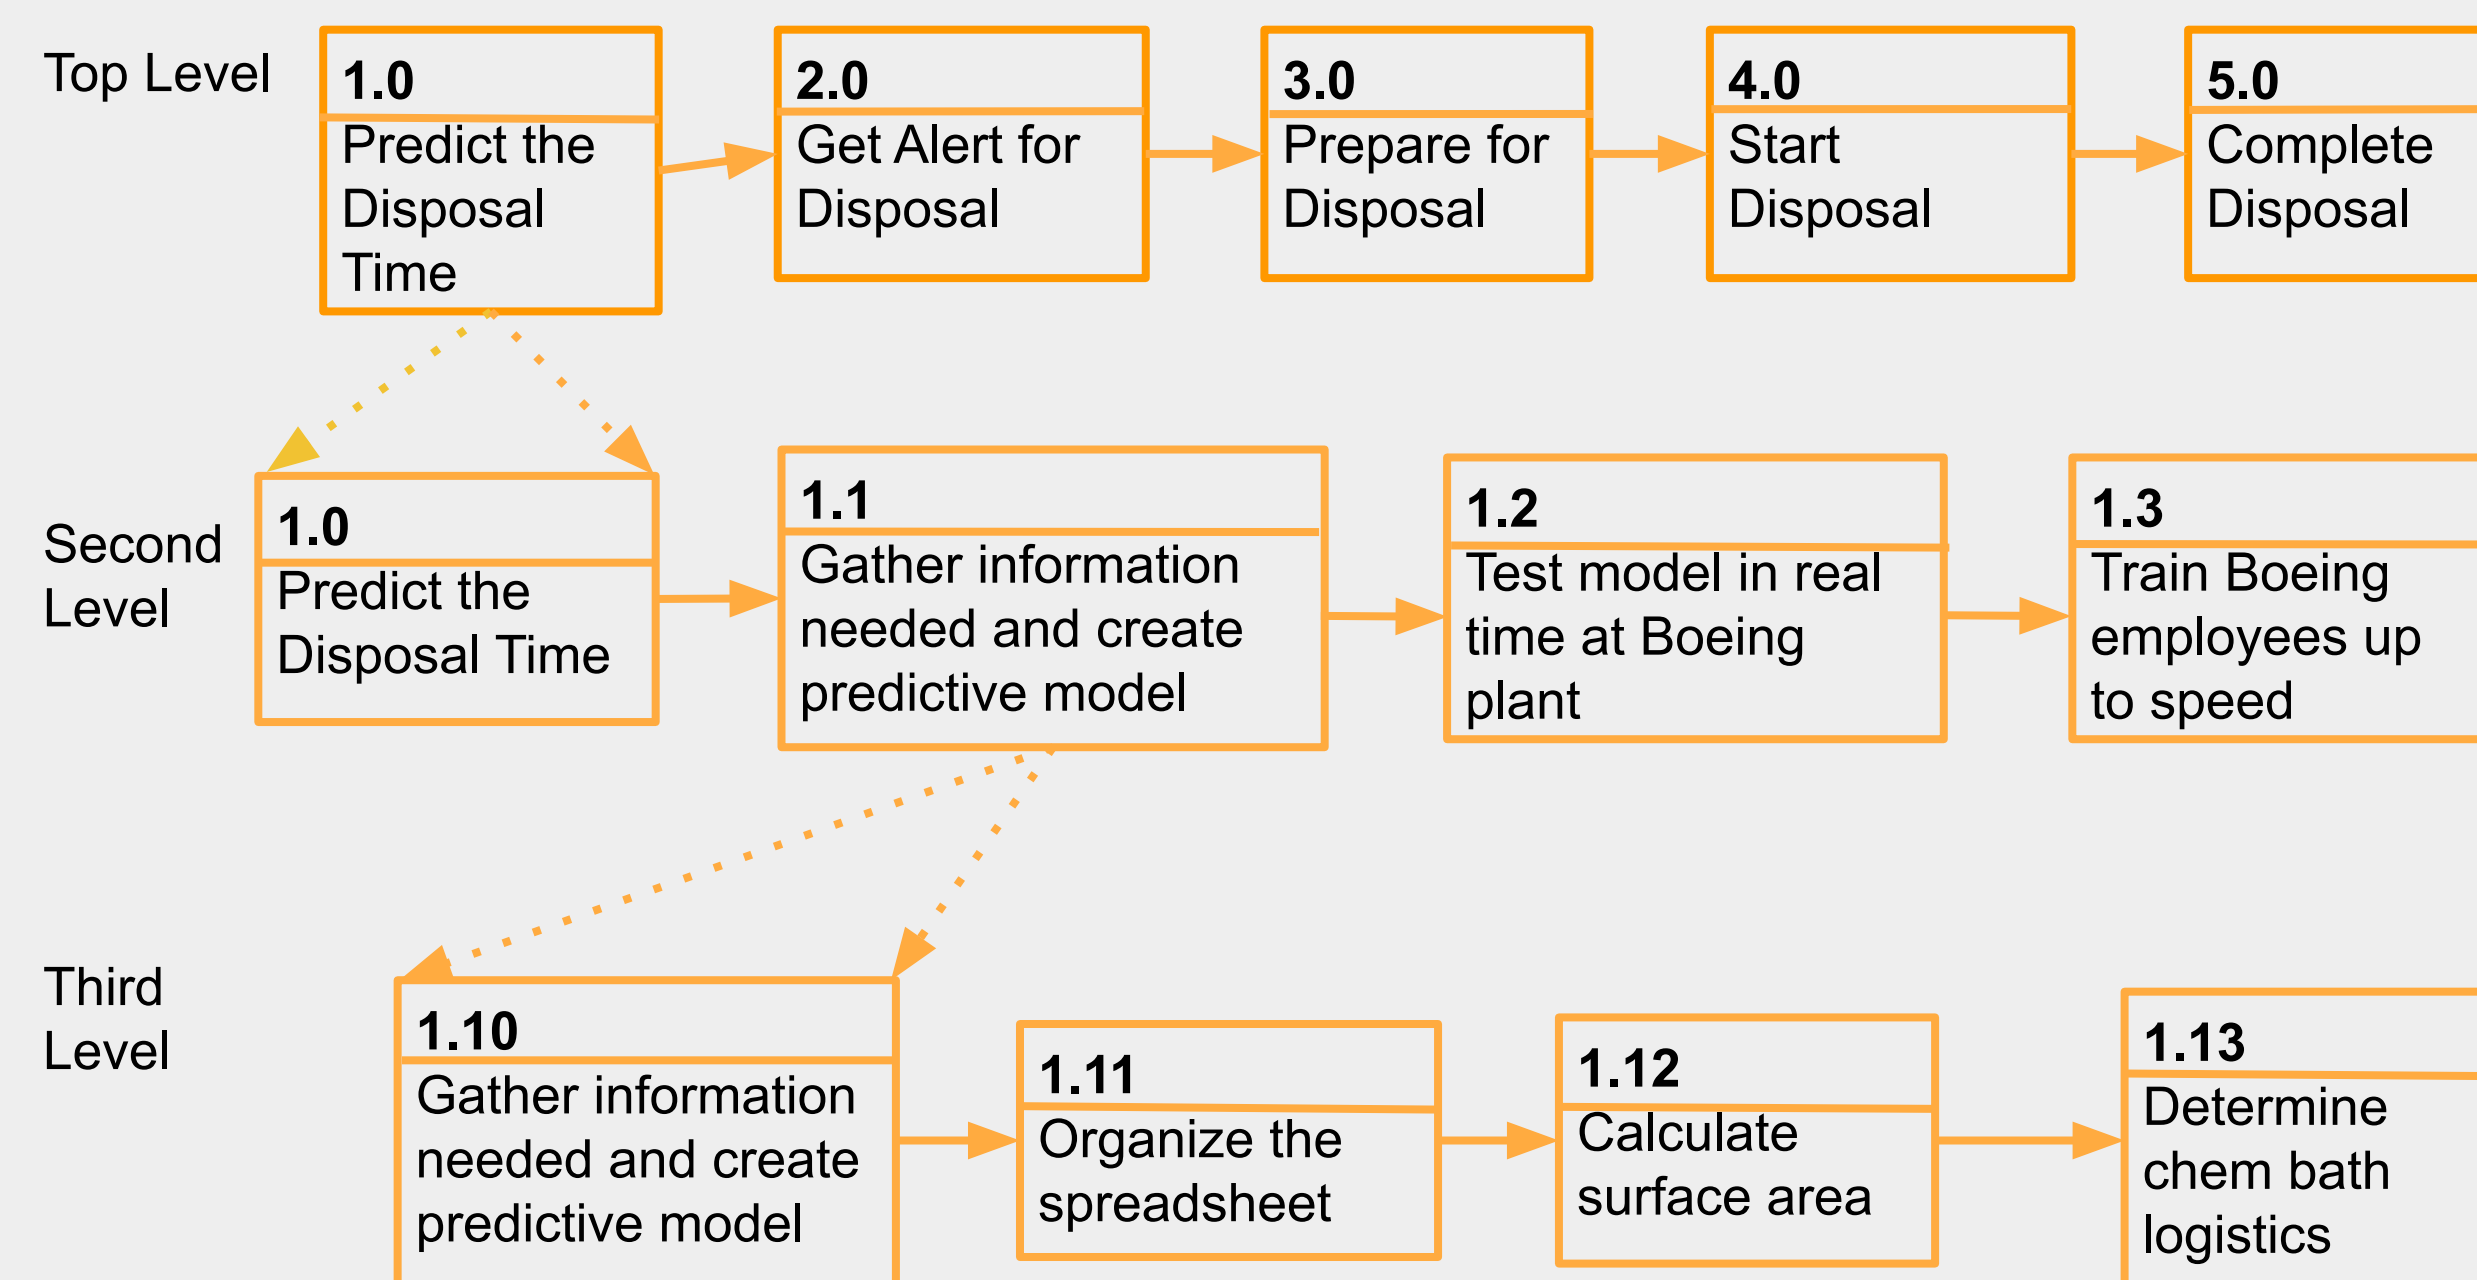 Top Level
1.0
Predict the
Disposal
Time
2.0
Get Alert for
Disposal
3.0
Prepare for
Disposal
4.0
Start
Disposal
5.0
Complete
Disposal
Second
Level
1.0
Predict the
Disposal Time
1.1
Gather information
needed and create
predictive model
1.2
Test model in real
time at Boeing
plant
1.3
Train Boeing
employees up
to speed
Third
Level
1.10
Gather information
needed and create
predictive model
1.11
Organize the
spreadsheet
1.12
Calculate
surface area
1.13
Determine
chem bath
logistics